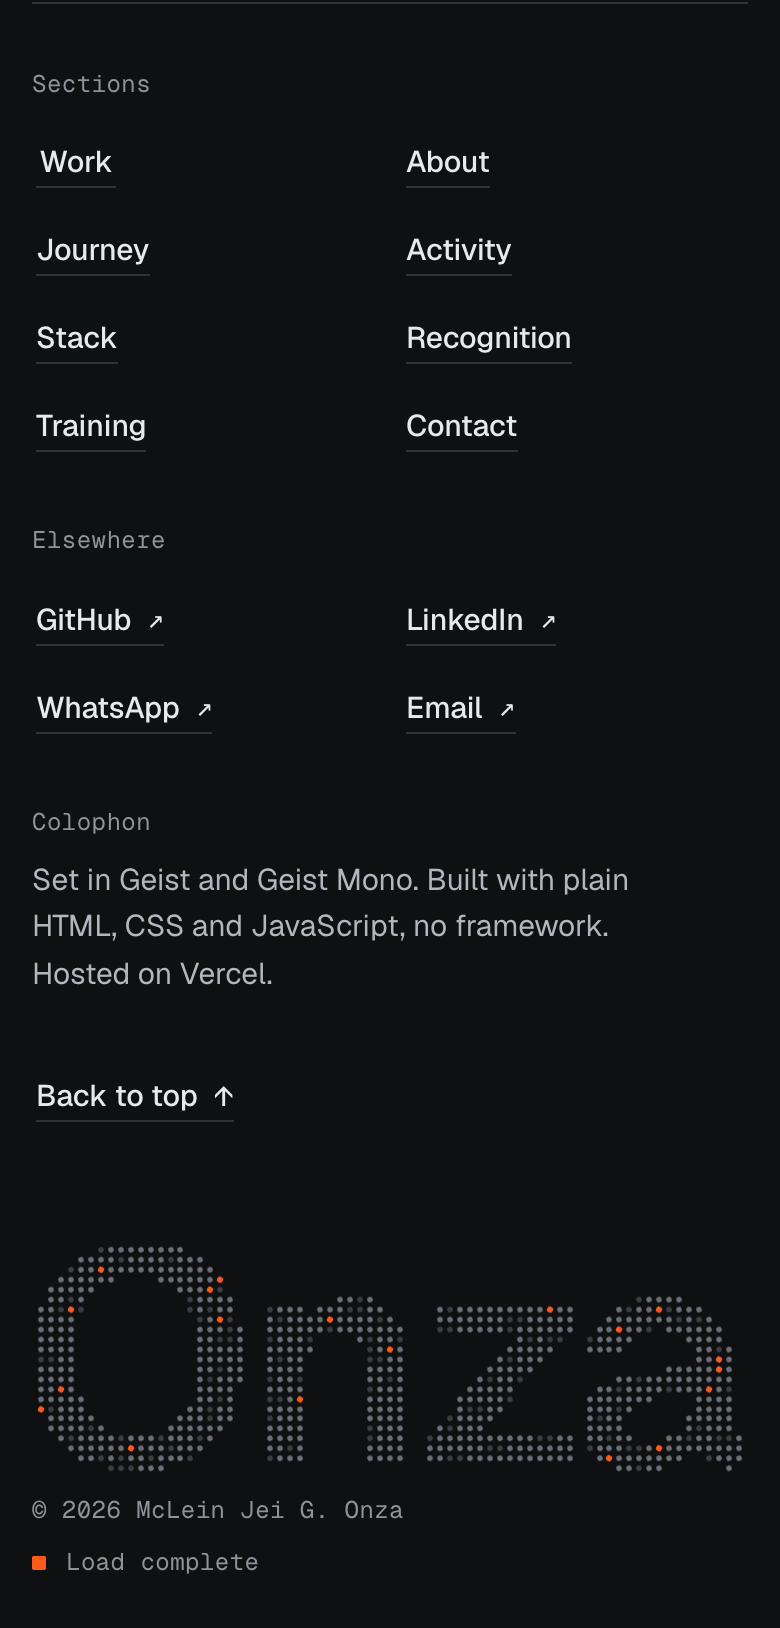 Sections
Work About
Journey Activity
Stack Recognition
Training Contact
Elsewhere
GitHub ↗ LinkedIn ↗
WhatsApp ↗ Email ↗
Colophon
Set in Geist and Geist Mono. Built with plain
HTML, CSS and JavaScript, no framework.
Hosted on Vercel.
Back to top ↑
Onza
© 2026 McLein Jei G. Onza
Load complete